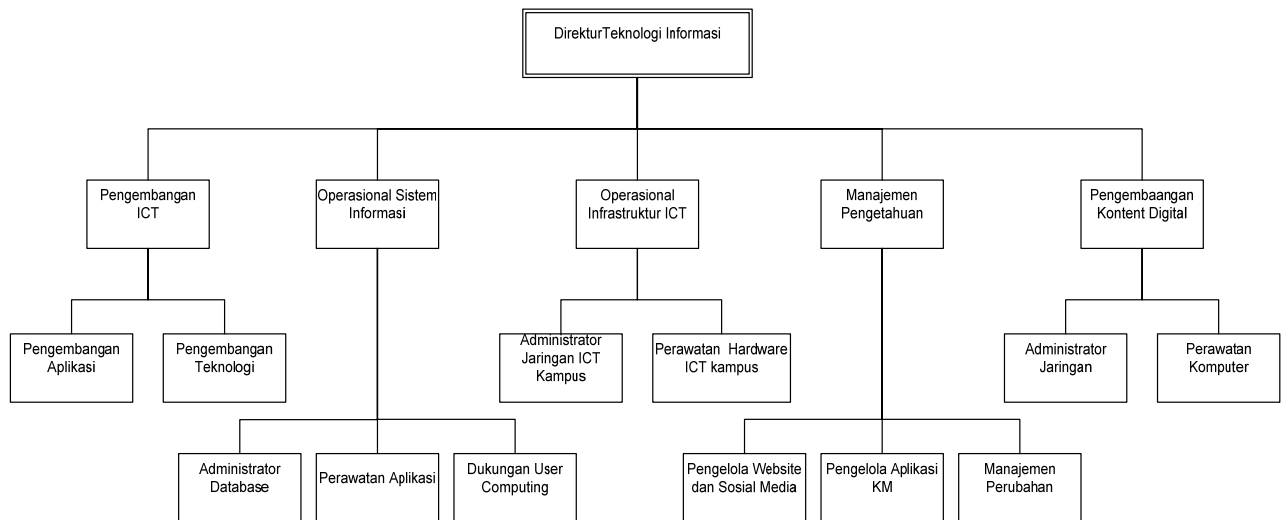 DirekturTeknologi Informasi
Pengembangan
ICT
Operasional Sistem
Informasi
Operasional
Infrastruktur ICT
Manajemen
Pengetahuan
Pengembaangan
Kontent Digital
Pengembangan
Aplikasi
Pengembangan
Teknologi
Administrator
Jaringan ICT
Kampus
Perawatan Hardware
ICT kampus
Administrator
Jaringan
Perawatan
Komputer
Administrator
Database
Perawatan Aplikasi
Dukungan User
Computing
Pengelola Website
dan Sosial Media
Pengelola Aplikasi
KM
Manajemen
Perubahan